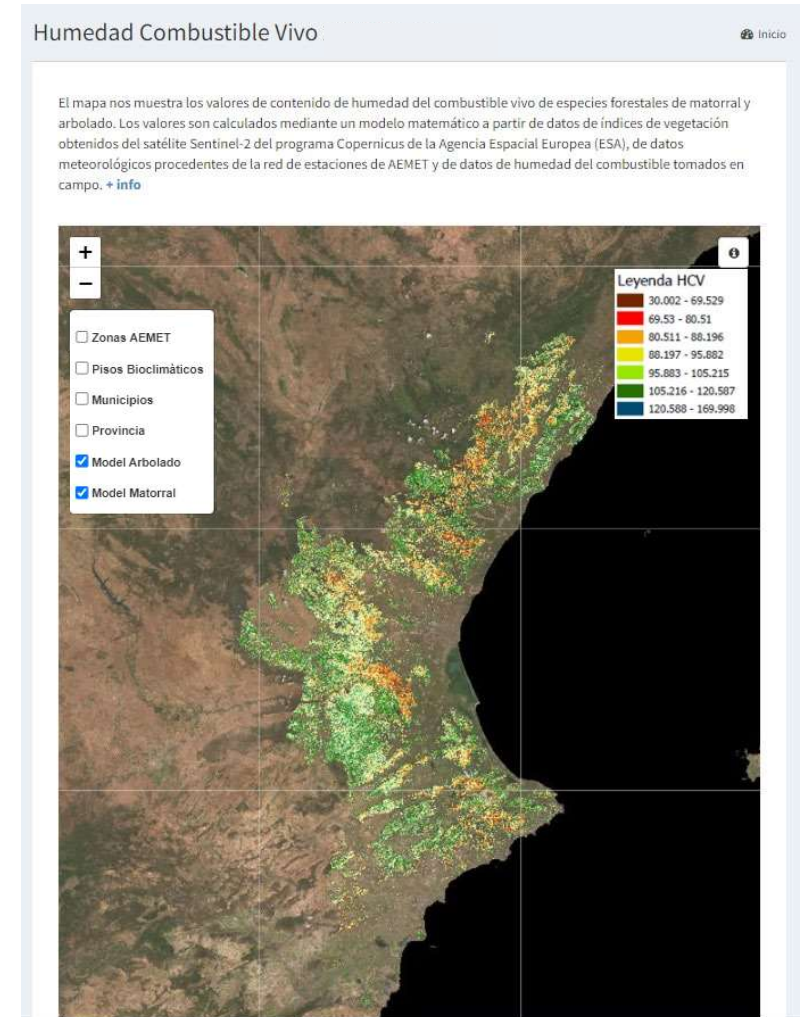 Humedad Combustible Vivo
Inicio
El mapa nos muestra los valores de contenido de humedad del combustible vivo de especies forestales de matorral y
arbolado. Los valores son calculados mediante un modelo matemático a partir de datos de índices de vegetación
obtenidos del satélite Sentinel-2 del programa Copernicus de la Agencia Espacial Europea (ESA), de datos
meteorológicos procedentes de la red de estaciones de AEMET y de datos de humedad del combustible tomados en
campo. + info
+
−
Zonas AEMET
Pisos Bioclimàticos
Municipios
Provincia
Model Arbolado
Model Matorral
Leyenda HCV
30.002 - 69.529
69.53 - 80.51
80.511 - 88.196
88.197 - 95.882
95.883 - 105.215
105.216 - 120.587
120.588 - 169.998